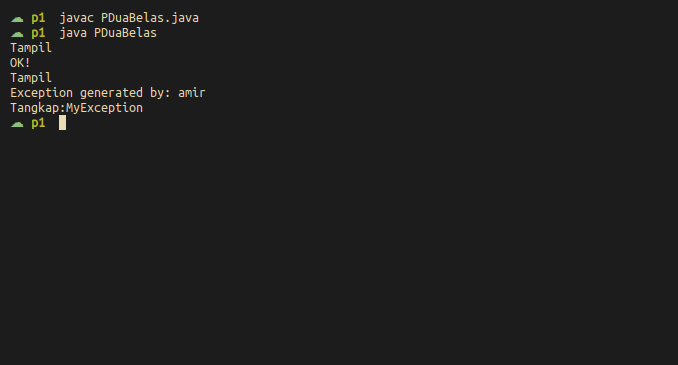 ☁ p1 javac PDuaBelas.java
☁ p1 java PDuaBelas
Tampil
OK!
Tampil
Exception generated by: amir
Tangkap:MyException
☁ p1